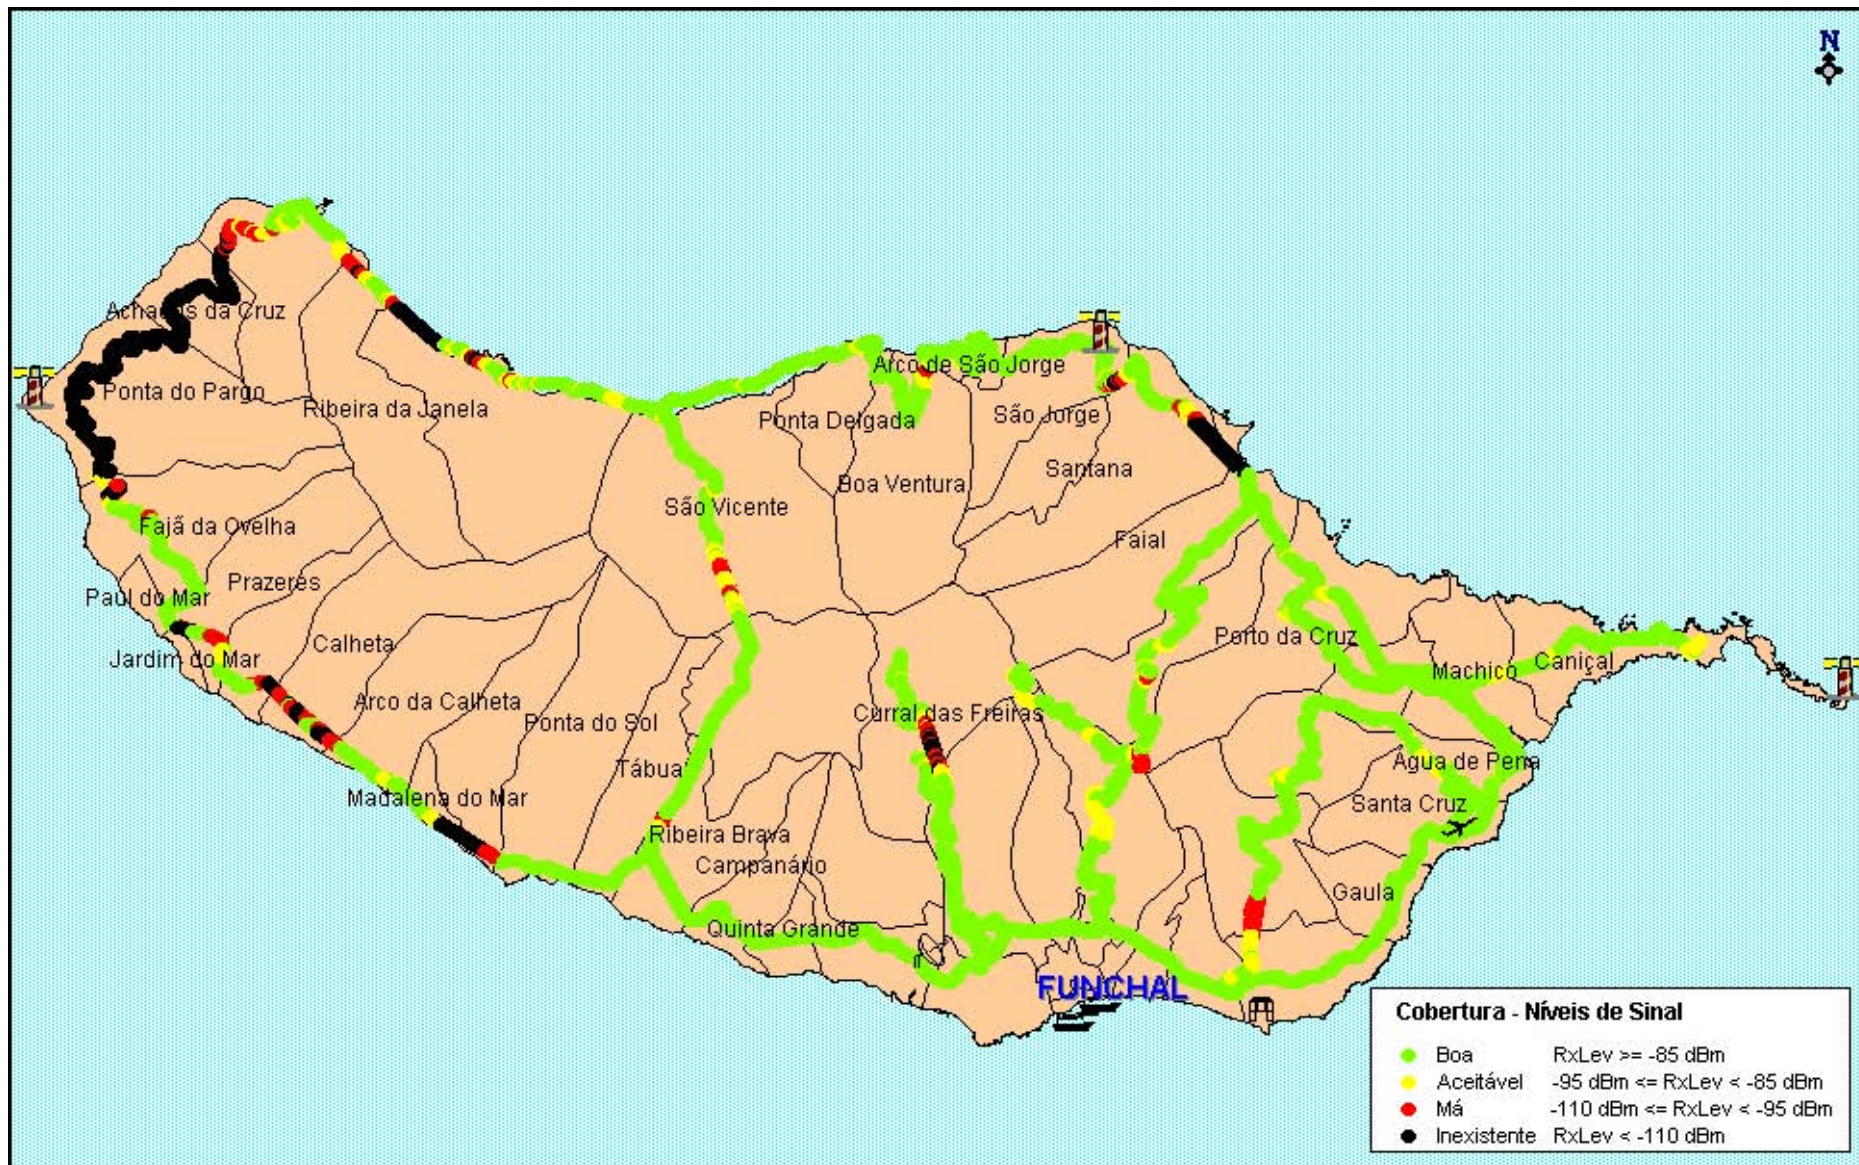 N
Achadas da Cruz
Ponta do Pargo
Ribeira da Janela
Arco de São Jorge
Ponta Delgada
São Jorge
Santana
Boa Ventura
São Vicente
Fajã da Ovelha
Faial
Prazeres
Paúl do Mar
Calheta
Porto da Cruz
Jardim do Mar
Machico
Caniçal
Arco da Calheta
Ponta do Sol
Curral das Freiras
Tábua
Água de Pena
Madalena do Mar
Santa Cruz
Ribeira Brava
Campanário
Gaula
Quinta Grande
FUNCHAL
Cobertura - Níveis de Sinal
Boa RxLev >= -85 dBm
Aceitável -95 dBm <= RxLev < -85 dBm
Má -110 dBm <= RxLev < -95 dBm
Inexistente RxLev < -110 dBm